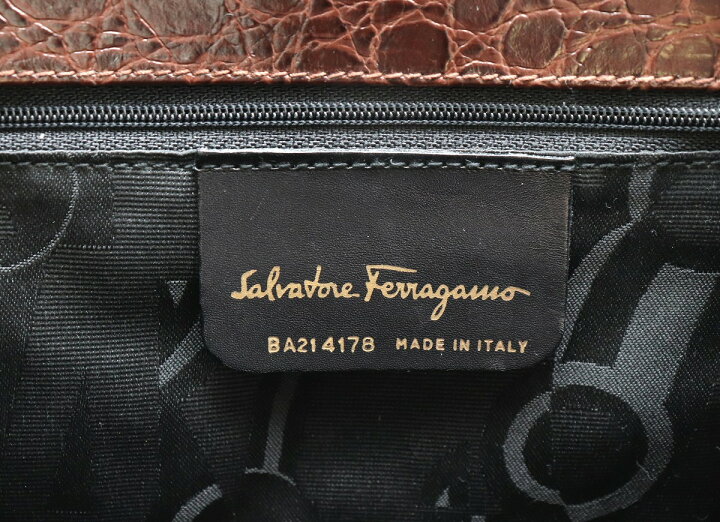 Salvatore Ferragamo
BA214178 MADE IN ITALY